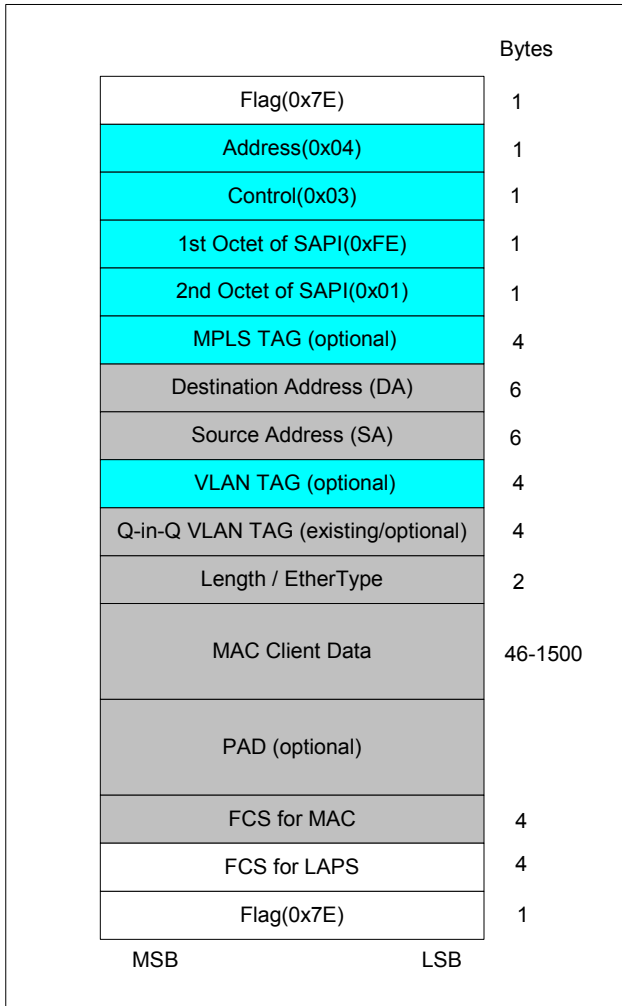 Bytes
Flag(0x7E) 1
Address(0x04) 1
Control(0x03) 1
1st Octet of SAPI(0xFE) 1
2nd Octet of SAPI(0x01) 1
MPLS TAG (optional) 4
Destination Address (DA) 6
Source Address (SA) 6
VLAN TAG (optional) 4
Q-in-Q VLAN TAG (existing/optional) 4
Length / EtherType 2
MAC Client Data 46-1500
PAD (optional)
FCS for MAC 4
FCS for LAPS 4
Flag(0x7E) 1
MSB LSB